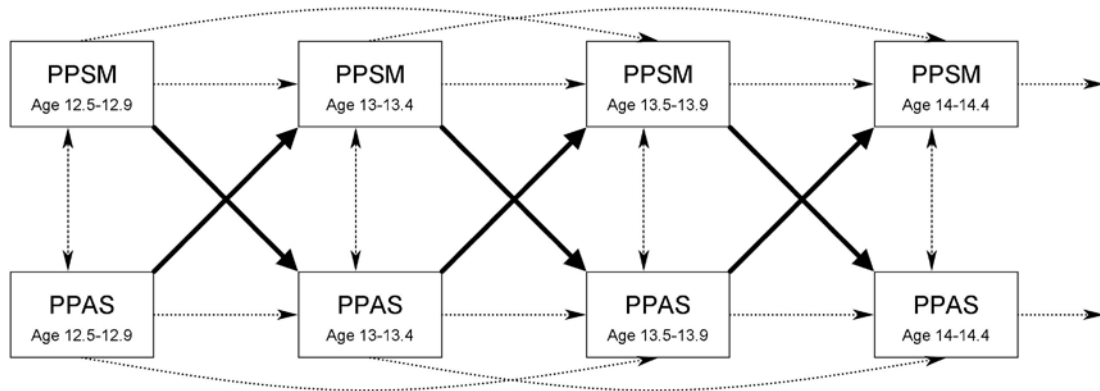 PPSM
Age 12.5-12.9
PPSM
Age 13-13.4
PPSM
Age 13.5-13.9
PPSM
Age 14-14.4
PPAS
Age 12.5-12.9
PPAS
Age 13-13.4
PPAS
Age 13.5-13.9
PPAS
Age 14-14.4